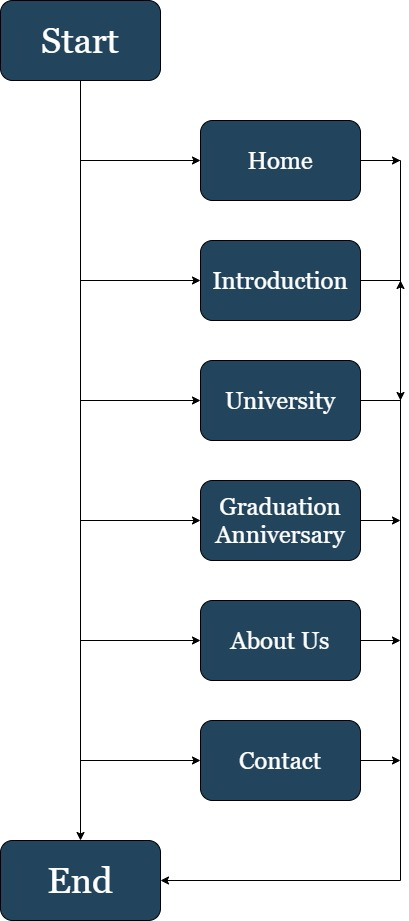 Start
Home
Introduction
University
Graduation
Anniversary
About Us
Contact
End